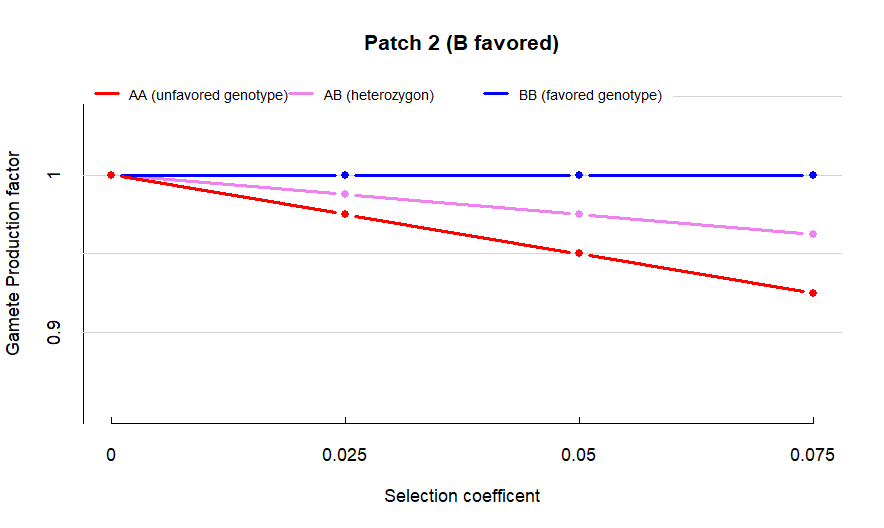 Patch 2 (B favored)
AA (unfavored genotype) AB (heterozygon) BB (favored genotype)
Gamete Production factor
1
0.9
0 0.025 0.05 0.075
Selection coefficent